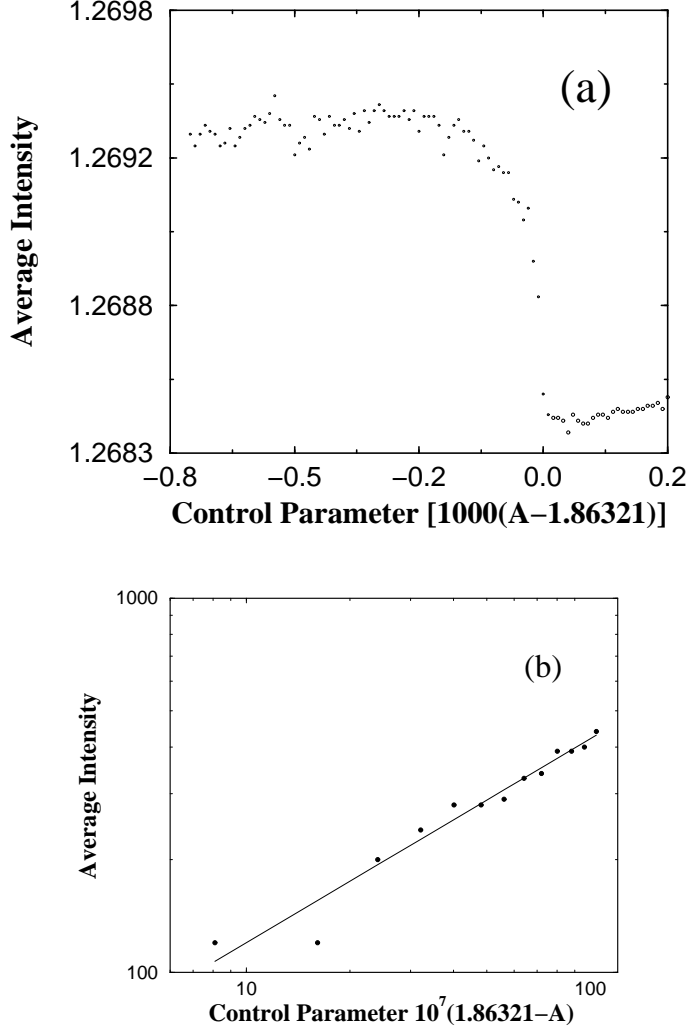 1.2698
(a)
1.2692
Average Intensity
1.2688
1.2683
−0.8 −0.5 −0.2 0.0 0.2
Control Parameter [1000(A−1.86321)]
1000
(b)
Average Intensity
100
10 100
Control Parameter 10^7(1.86321−A)